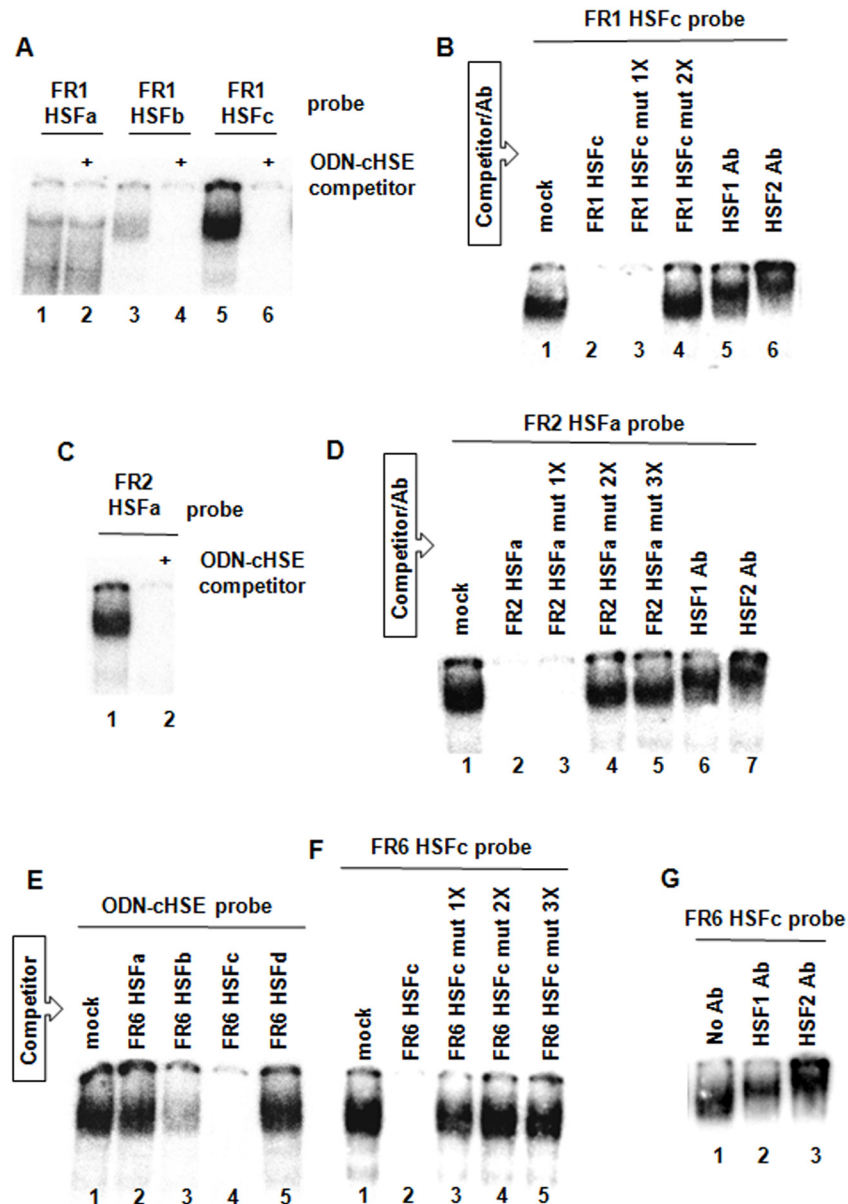 A
FR1 HSFa
FR1 HSFb
FR1 HSFc
probe
+ + +
ODN-cHSE competitor
1 2 3 4 5 6
B
FR1 HSFc probe
Competitor/Ab
mock
FR1 HSFc
FR1 HSFc mut 1X
FR1 HSFc mut 2X
HSF1 Ab
HSF2 Ab
1 2 3 4 5 6
C
FR2 HSFa
probe
+
ODN-cHSE competitor
1 2
D
FR2 HSFa probe
Competitor/Ab
mock
FR2 HSFa
FR2 HSFa mut 1X
FR2 HSFa mut 2X
FR2 HSFa mut 3X
HSF1 Ab
HSF2 Ab
1 2 3 4 5 6 7
E
ODN-cHSE probe
Competitor
mock
FR6 HSFa
FR6 HSFb
FR6 HSFc
FR6 HSFd
1 2 3 4 5
F
FR6 HSFc probe
mock
FR6 HSFc
FR6 HSFc mut 1X
FR6 HSFc mut 2X
FR6 HSFc mut 3X
1 2 3 4 5
G
FR6 HSFc probe
No Ab
HSF1 Ab
HSF2 Ab
1 2 3